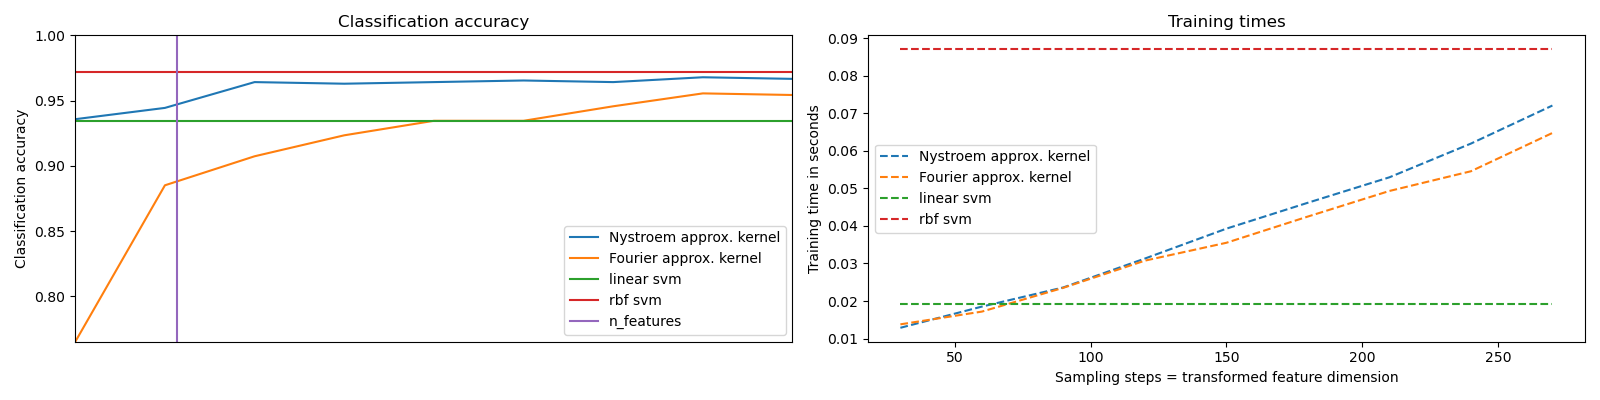 Classification accuracy
Classification accuracy
1.00
0.95
0.90
0.85
0.80
Nystroem approx. kernel
Fourier approx. kernel
linear svm
rbf svm
n_features
Training times
Training time in seconds
0.09
0.08
0.07
0.06
0.05
0.04
0.03
0.02
0.01
Nystroem approx. kernel
Fourier approx. kernel
linear svm
rbf svm
50 100 150 200 250
Sampling steps = transformed feature dimension